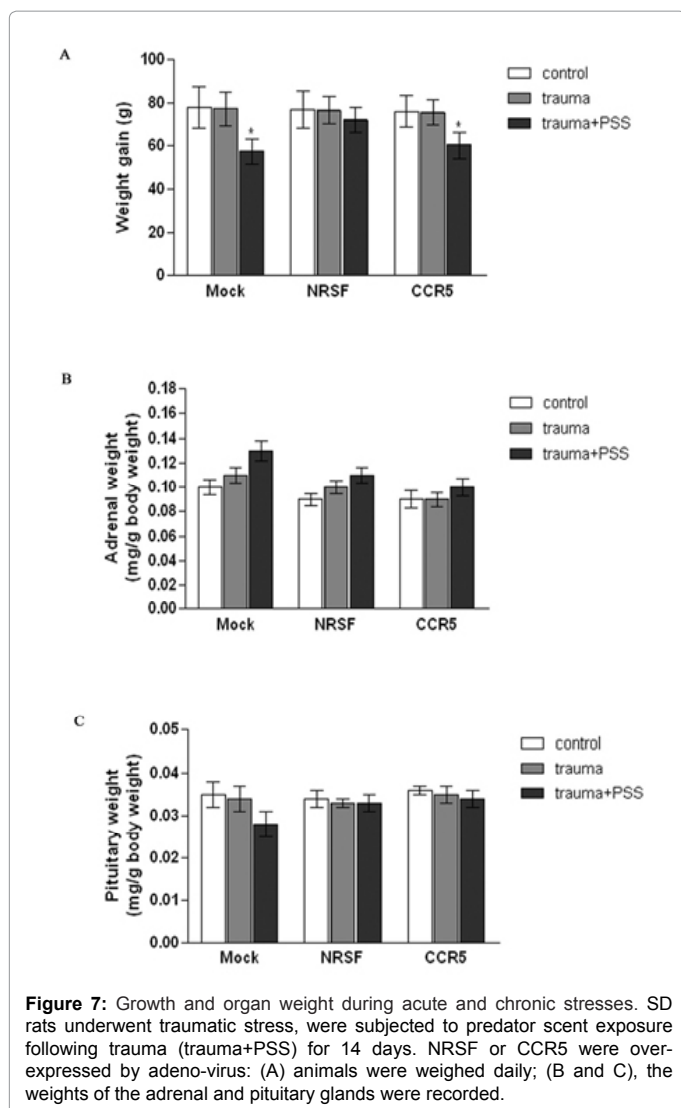 A
Weight gain (g)
100
80
60
40
20
0
*
*
Mock
NRSF
CCR5
control
trauma
trauma+PSS
B
Adrenal weight
(mg/g body weight)
0.18
0.16
0.14
0.12
0.10
0.08
0.06
0.04
0.02
0.00
Mock
NRSF
CCR5
control
trauma
trauma+PSS
C
Pituitary weight
(mg/g body weight)
0.05
0.04
0.03
0.02
0.01
0.00
Mock
NRSF
CCR5
control
trauma
trauma+PSS
Figure 7: Growth and organ weight during acute and chronic stresses. SD
rats underwent traumatic stress, were subjected to predator scent exposure
following trauma (trauma+PSS) for 14 days. NRSF or CCR5 were over-
expressed by adeno-virus: (A) animals were weighed daily; (B and C), the
weights of the adrenal and pituitary glands were recorded.